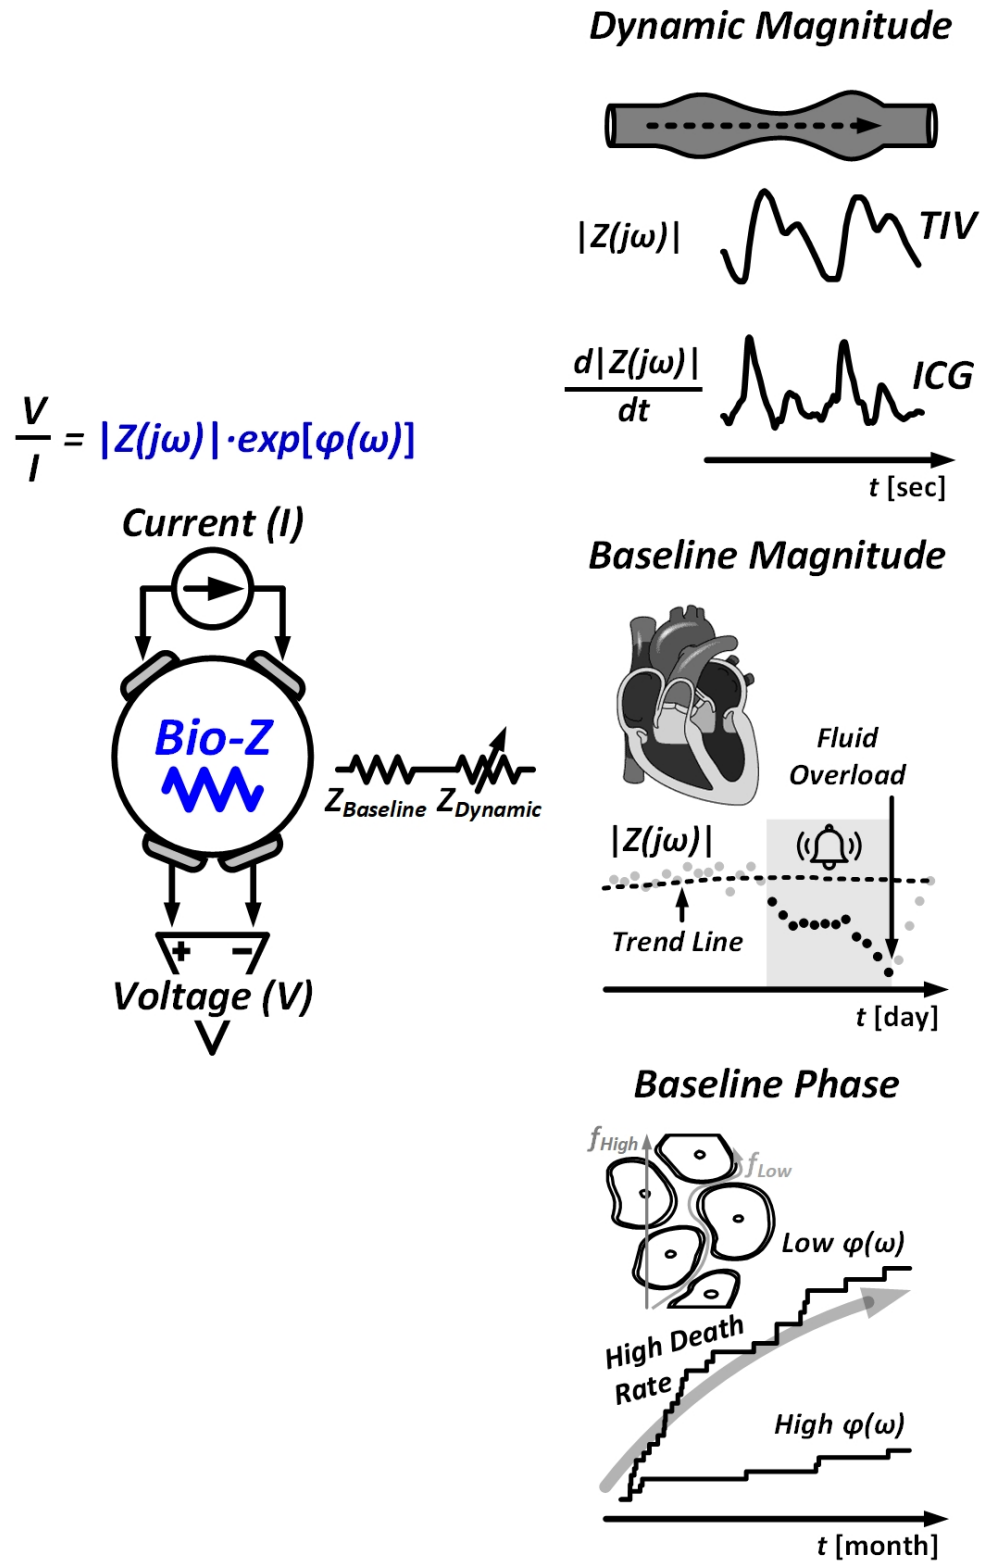 V
I
= |Z(jω)|·exp[φ(ω)]
Current (I)
Bio-Z
Z_Baseline Z_Dynamic
+ −
Voltage (V)
Dynamic Magnitude
|Z(jω)| TIV
d|Z(jω)|
dt
ICG
t [sec]
Baseline Magnitude
Fluid
Overload
|Z(jω)|
Trend Line
t [day]
Baseline Phase
f_High
f_Low
Low φ(ω)
High Death
Rate
High φ(ω)
t [month]